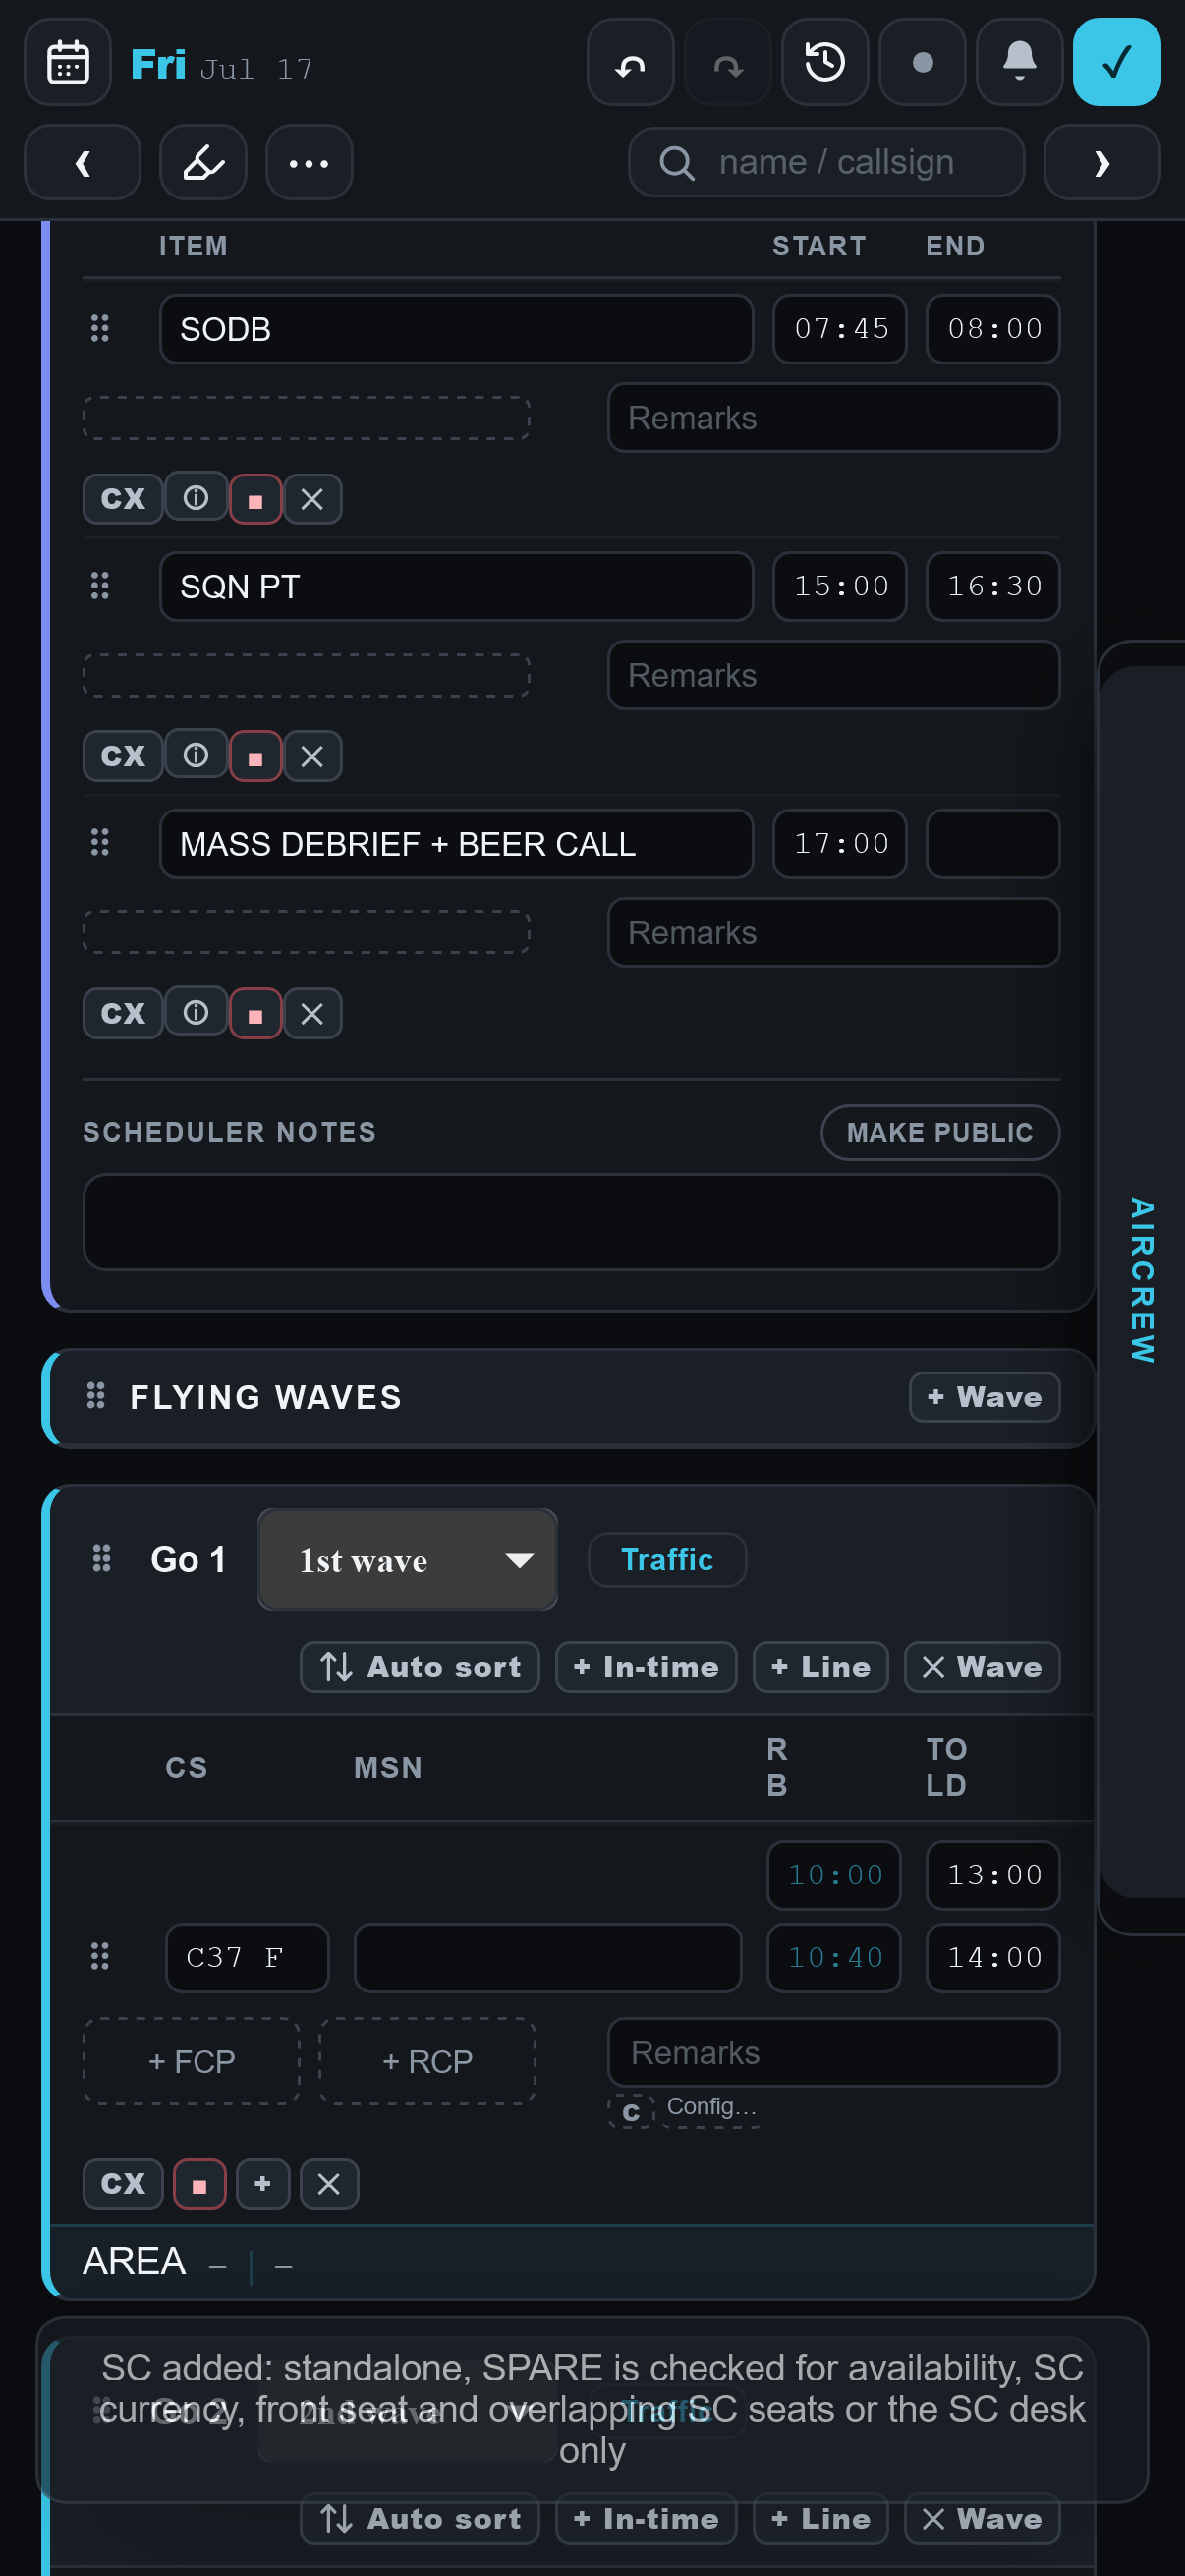 Fri Jul 17
name / callsign
ITEM START END
SODB 07:45 08:00
Remarks
CX
SQN PT 15:00 16:30
Remarks
CX
MASS DEBRIEF + BEER CALL 17:00
Remarks
CX
SCHEDULER NOTES MAKE PUBLIC
AIRCREW
FLYING WAVES + Wave
Go 1 1st wave Traffic
Auto sort + In-time + Line × Wave
CS MSN R B TO LD
10:00 13:00
C37 F 10:40 14:00
+ FCP + RCP Remarks
C Config...
CX +
AREA – | –
SC added: standalone, SPARE is checked for availability, SC
currency, front seat and overlapping SC seats or the SC desk
only
Go 2 2nd wave Traffic
Auto sort + In-time + Line × Wave